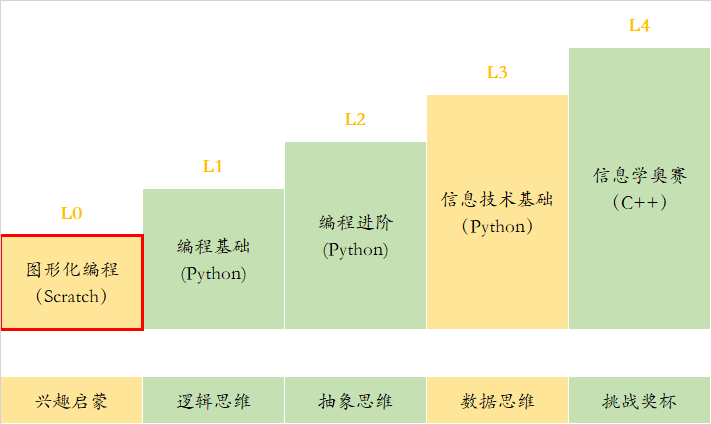 L4
L3
L2
L1
L0
图形化编程
（Scratch）
编程基础
(Python)
编程进阶
(Python)
信息技术基础
（Python）
信息学奥赛
（C++）
兴趣启蒙
逻辑思维
抽象思维
数据思维
挑战奖杯